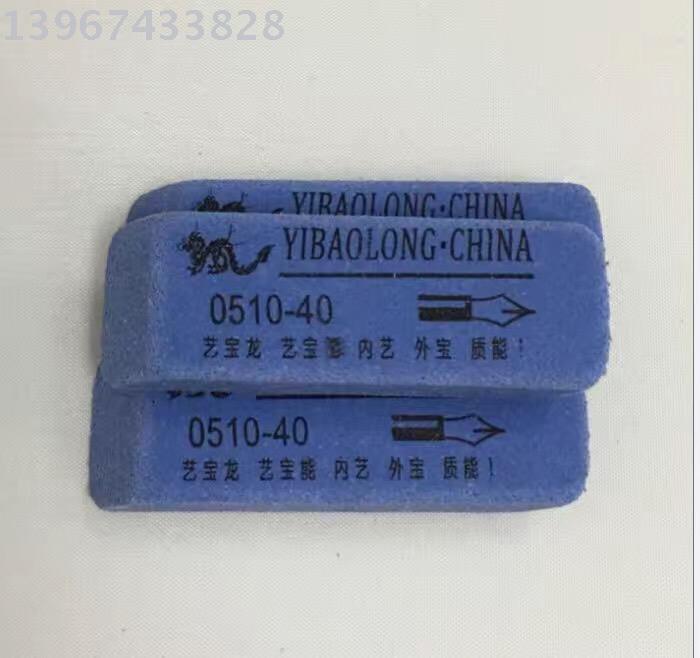 13967433828
YIBAOLONG·CHINA
YIBAOLONG·CHINA
0510-40
艺宝龙 艺宝 内艺 外宝 质能！
0510-40
艺宝龙 艺宝能 内艺 外宝 质能！